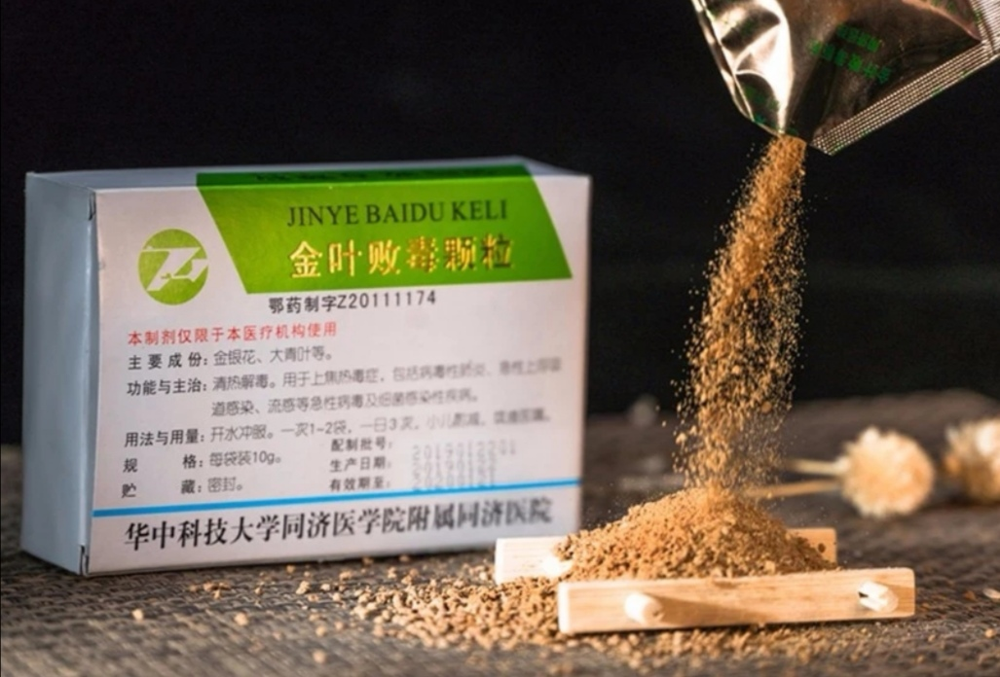 JINYE BAIDU KELI
金叶败毒颗粒
鄂药制字Z20111174
本制剂仅限于本医疗机构使用
主要成份:金银花、大青叶等。
功能与主治:清热解毒。用于上焦热毒症,包括病毒性肺炎、急性上呼吸
道感染、流感等急性病毒及细菌感染性疾病。
用法与用量:开水冲服。一次1~2袋,一日3次,小儿酌减,或遵医嘱。
规 格:每袋装10g。
配制批号:
生产日期:
贮 藏:密封。
有效期至:
华中科技大学同济医学院附属同济医院